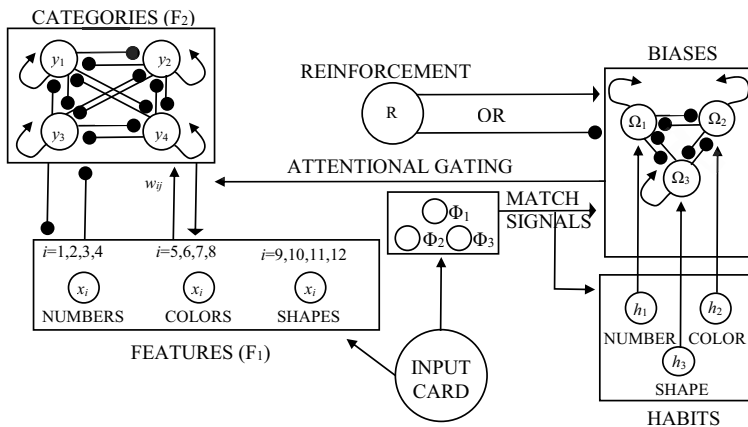 CATEGORIES (F₂)
y₁
y₂
y₃
y₄
REINFORCEMENT
R
OR
BIASES
Ω₁
Ω₂
Ω₃
ATTENTIONAL GATING
wᵢⱼ
Φ₁
Φ₂
Φ₃
MATCH
SIGNALS
i=1,2,3,4
i=5,6,7,8
i=9,10,11,12
xᵢ
xᵢ
xᵢ
NUMBERS
COLORS
SHAPES
FEATURES (F₁)
INPUT
CARD
h₁
h₂
NUMBER
COLOR
h₃
SHAPE
HABITS